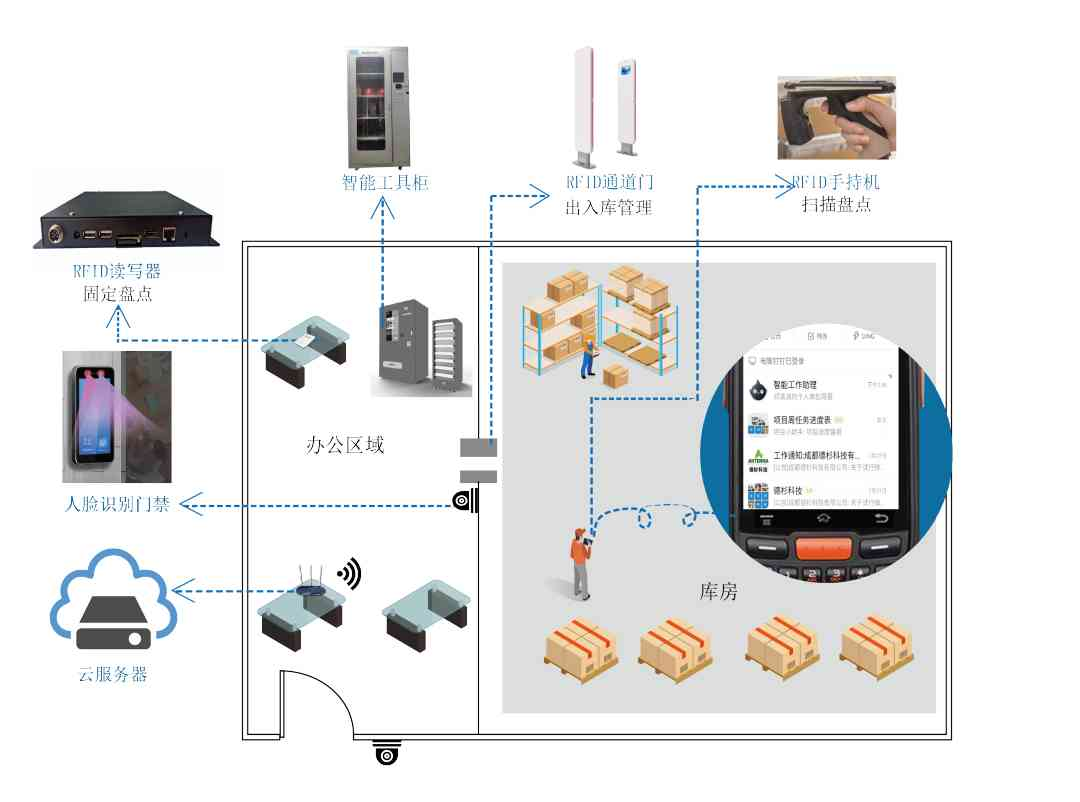 智能工具柜
RFID通道门
出入库管理
RFID手持机
扫描盘点
RFID读写器
固定盘点
人脸识别门禁
办公区域
云服务器
库房
智能工作助理
项目周任务进度表
工作通知:成都德杉科技有...
德杉科技